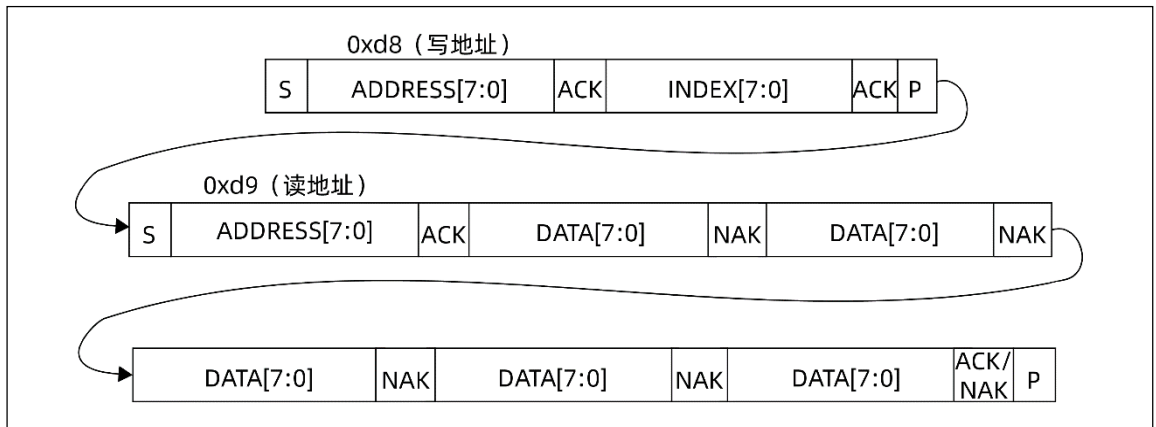 0xd8（写地址）
S ADDRESS[7:0] ACK INDEX[7:0] ACK P
0xd9（读地址）
S ADDRESS[7:0] ACK DATA[7:0] NAK DATA[7:0] NAK
DATA[7:0] NAK DATA[7:0] NAK DATA[7:0] ACK/
NAK P